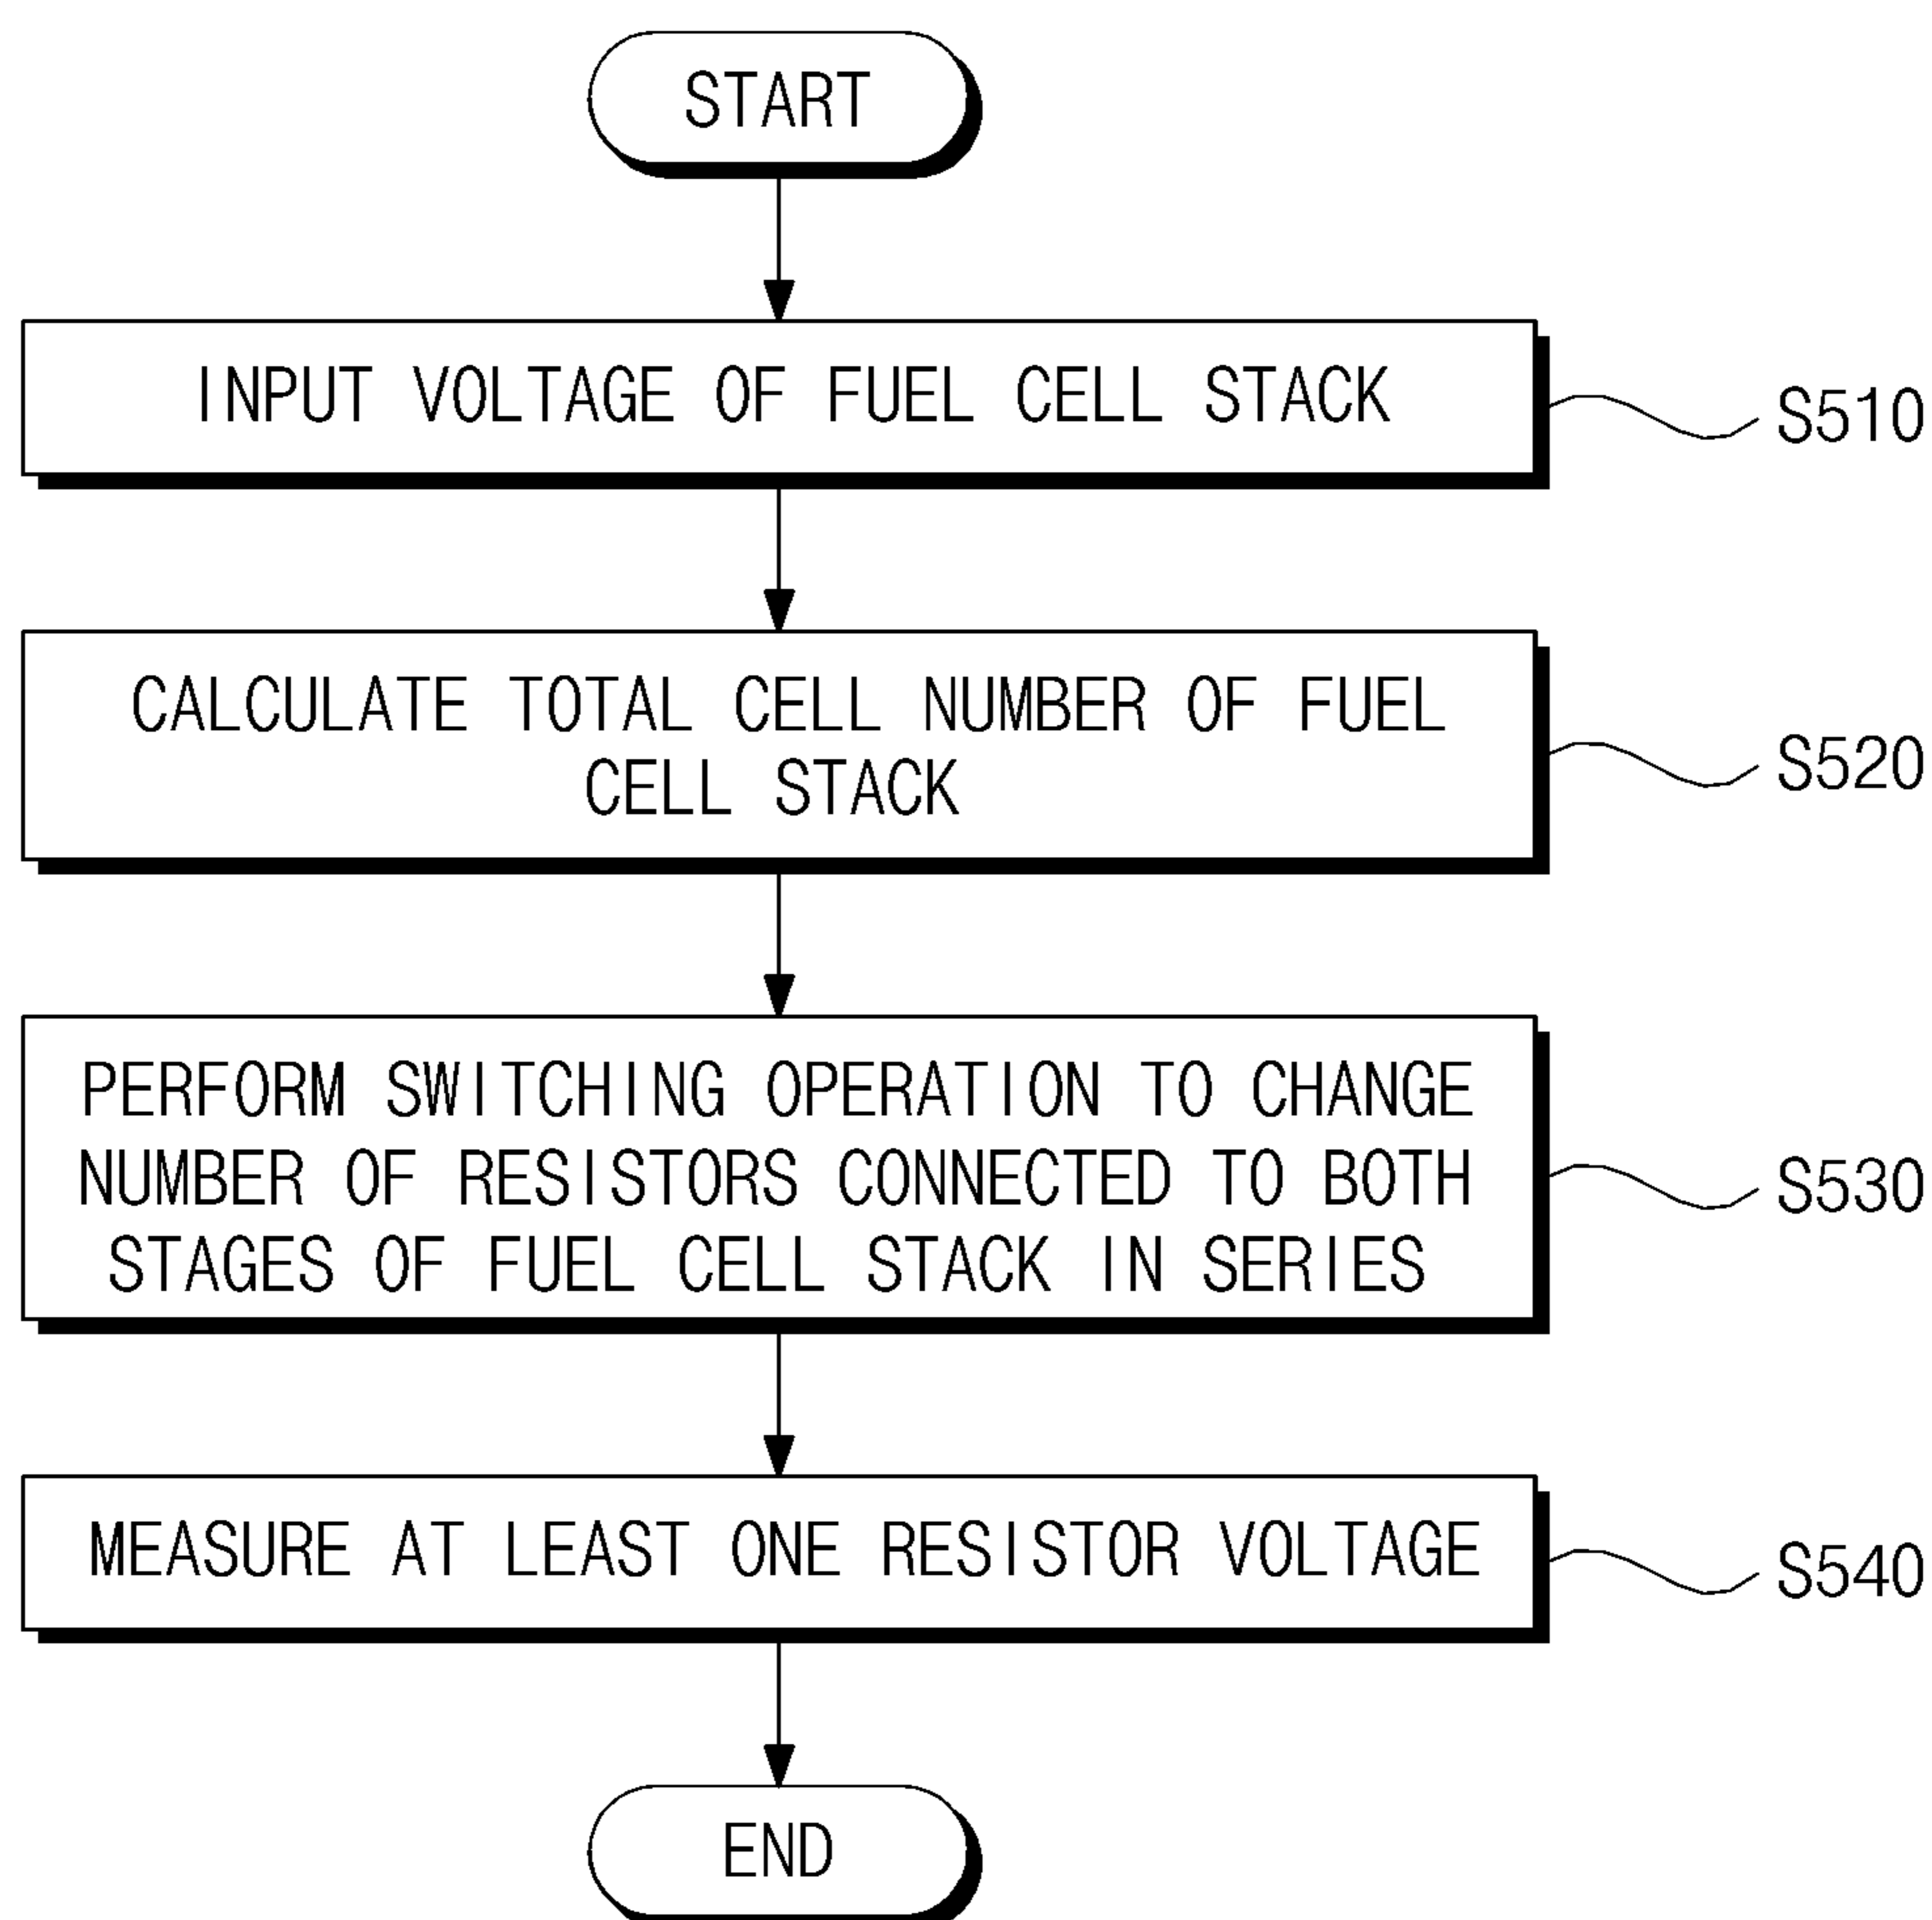 START
INPUT VOLTAGE OF FUEL CELL STACK
S510
CALCULATE TOTAL CELL NUMBER OF FUEL
CELL STACK
S520
PERFORM SWITCHING OPERATION TO CHANGE
NUMBER OF RESISTORS CONNECTED TO BOTH
STAGES OF FUEL CELL STACK IN SERIES
S530
MEASURE AT LEAST ONE RESISTOR VOLTAGE
S540
END